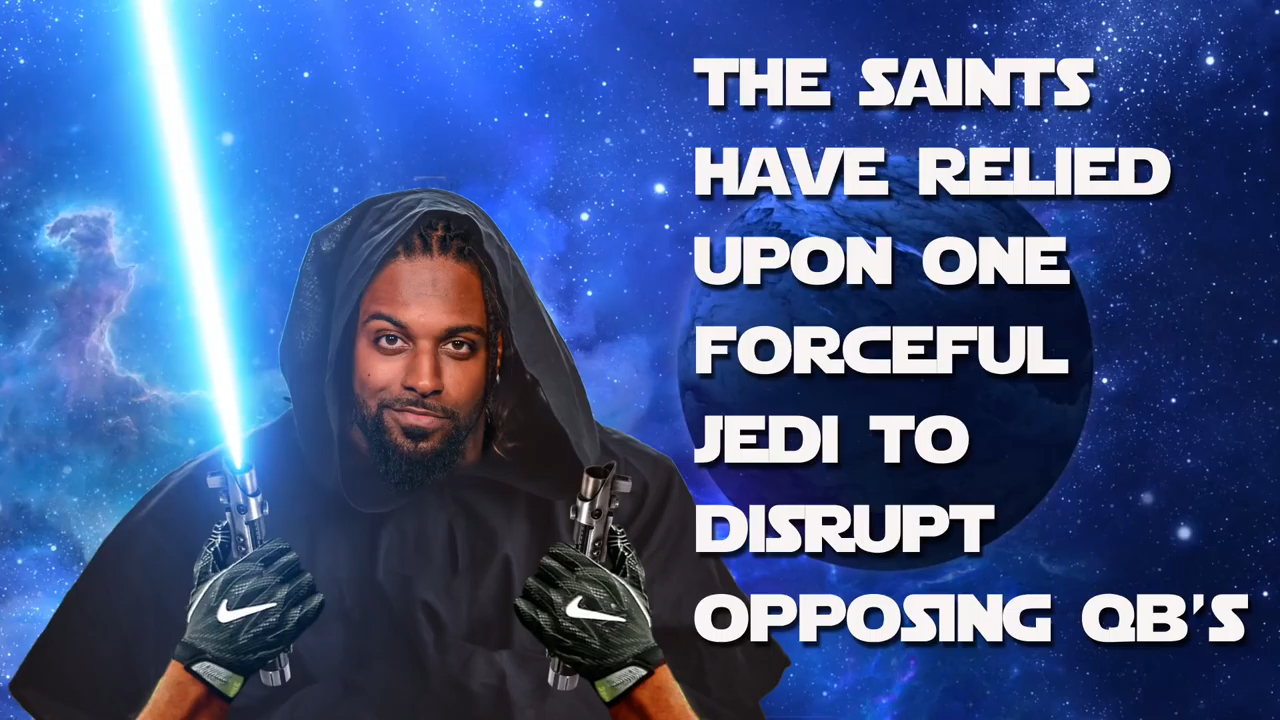 THE SAINTS
HAVE RELIED
UPON ONE
FORCEFUL
JEDI TO
DISRUPT
OPPOSING QB'S